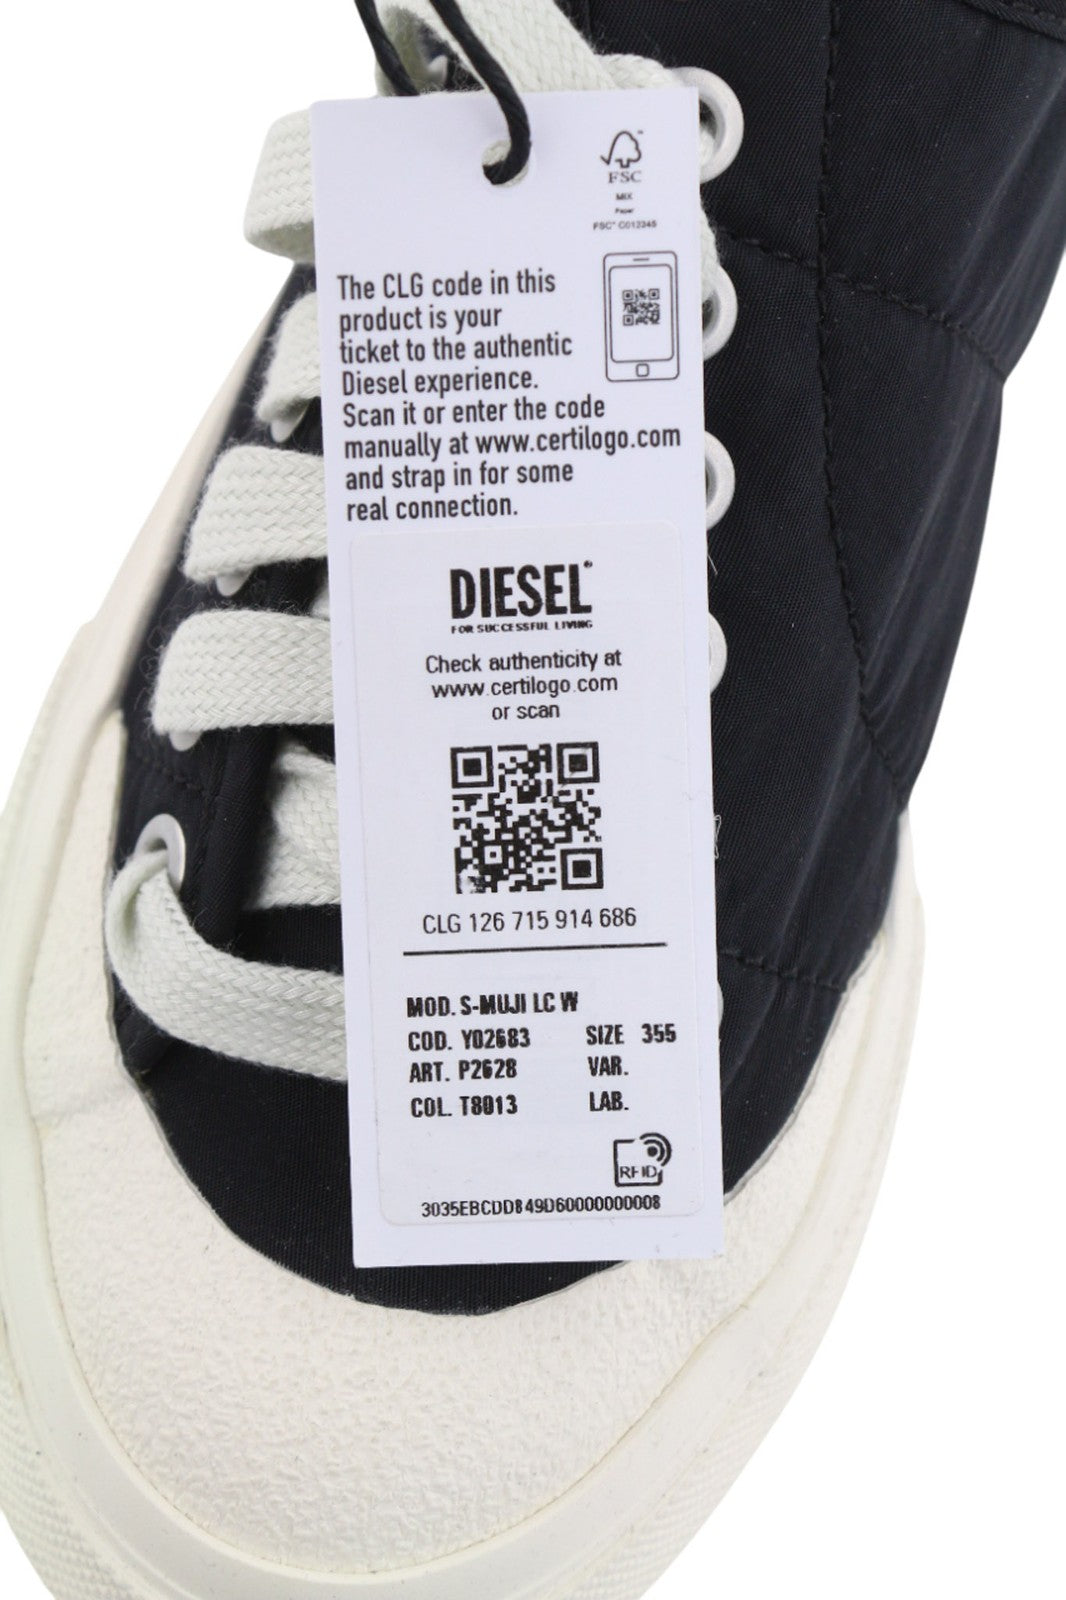 FSC
MIX
Paper
FSC® C012345
The CLG code in this
product is your
ticket to the authentic
Diesel experience.
Scan it or enter the code
manually at www.certilogo.com
and strap in for some
real connection.
DIESEL®
FOR SUCCESSFUL LIVING
Check authenticity at
www.certilogo.com
or scan
CLG 126 715 914 686
MOD. S-MUJI LC W
COD. Y02683 SIZE 355
ART. P2628 VAR.
COL. T8013 LAB.
RFID
3035EBCDD849D60000000008